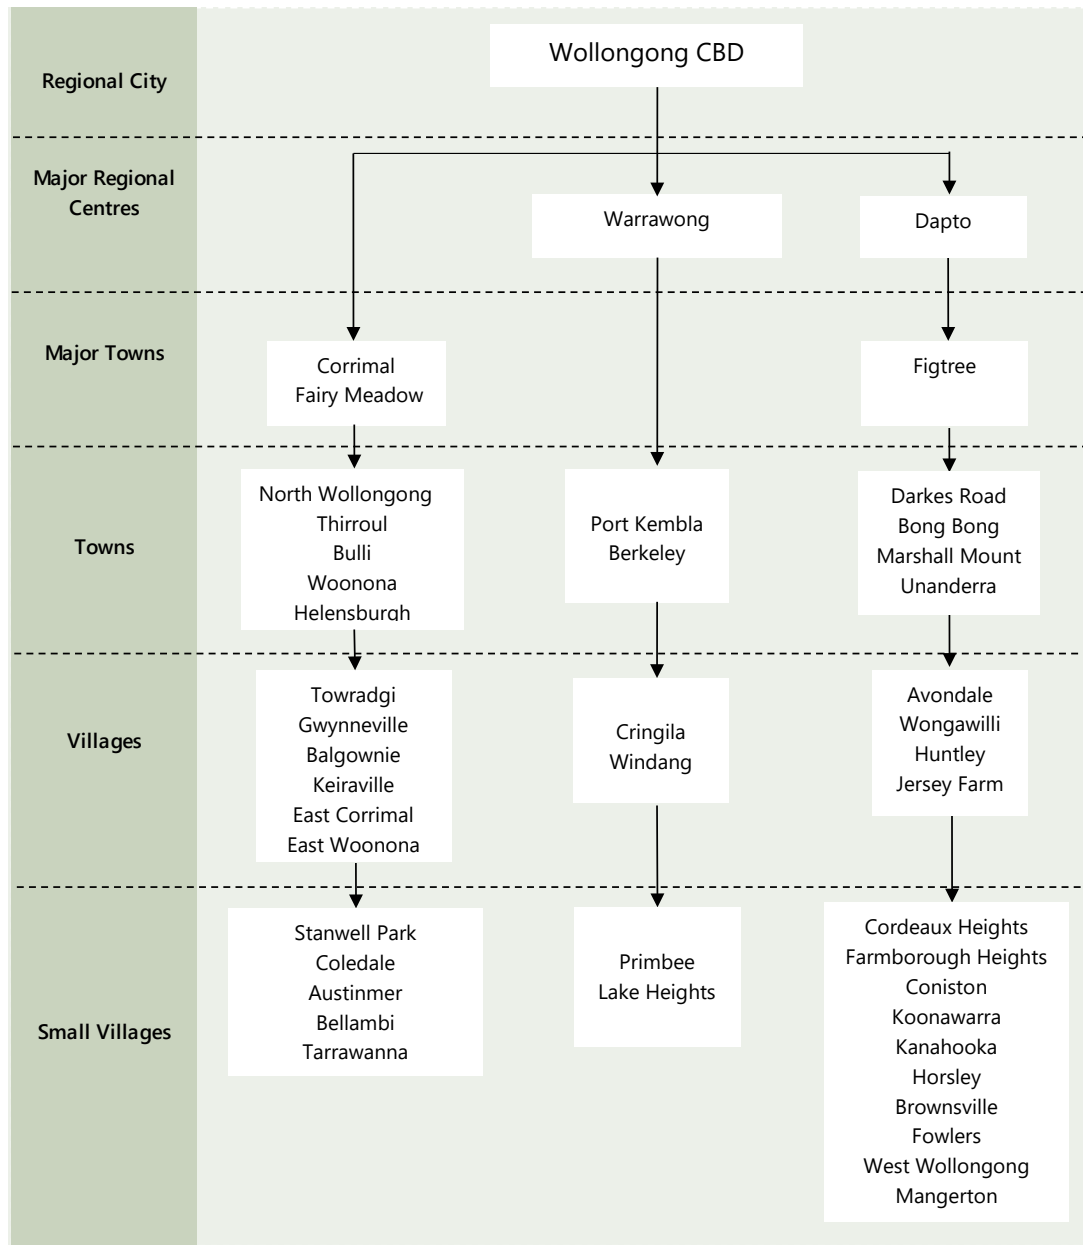 Regional City
Wollongong CBD
Major Regional
Centres
Warrawong
Dapto
Major Towns
Corrimal
Fairy Meadow
Figtree
Towns
North Wollongong
Thirroul
Bulli
Woonona
Helensburgh
Port Kembla
Berkeley
Darkes Road
Bong Bong
Marshall Mount
Unanderra
Villages
Towradgi
Gwynneville
Balgownie
Keiraville
East Corrimal
East Woonona
Cringila
Windang
Avondale
Wongawilli
Huntley
Jersey Farm
Small Villages
Stanwell Park
Coledale
Austinmer
Bellambi
Tarrawanna
Primbee
Lake Heights
Cordeaux Heights
Farmborough Heights
Coniston
Koonawarra
Kanahooka
Horsley
Brownsville
Fowlers
West Wollongong
Mangerton